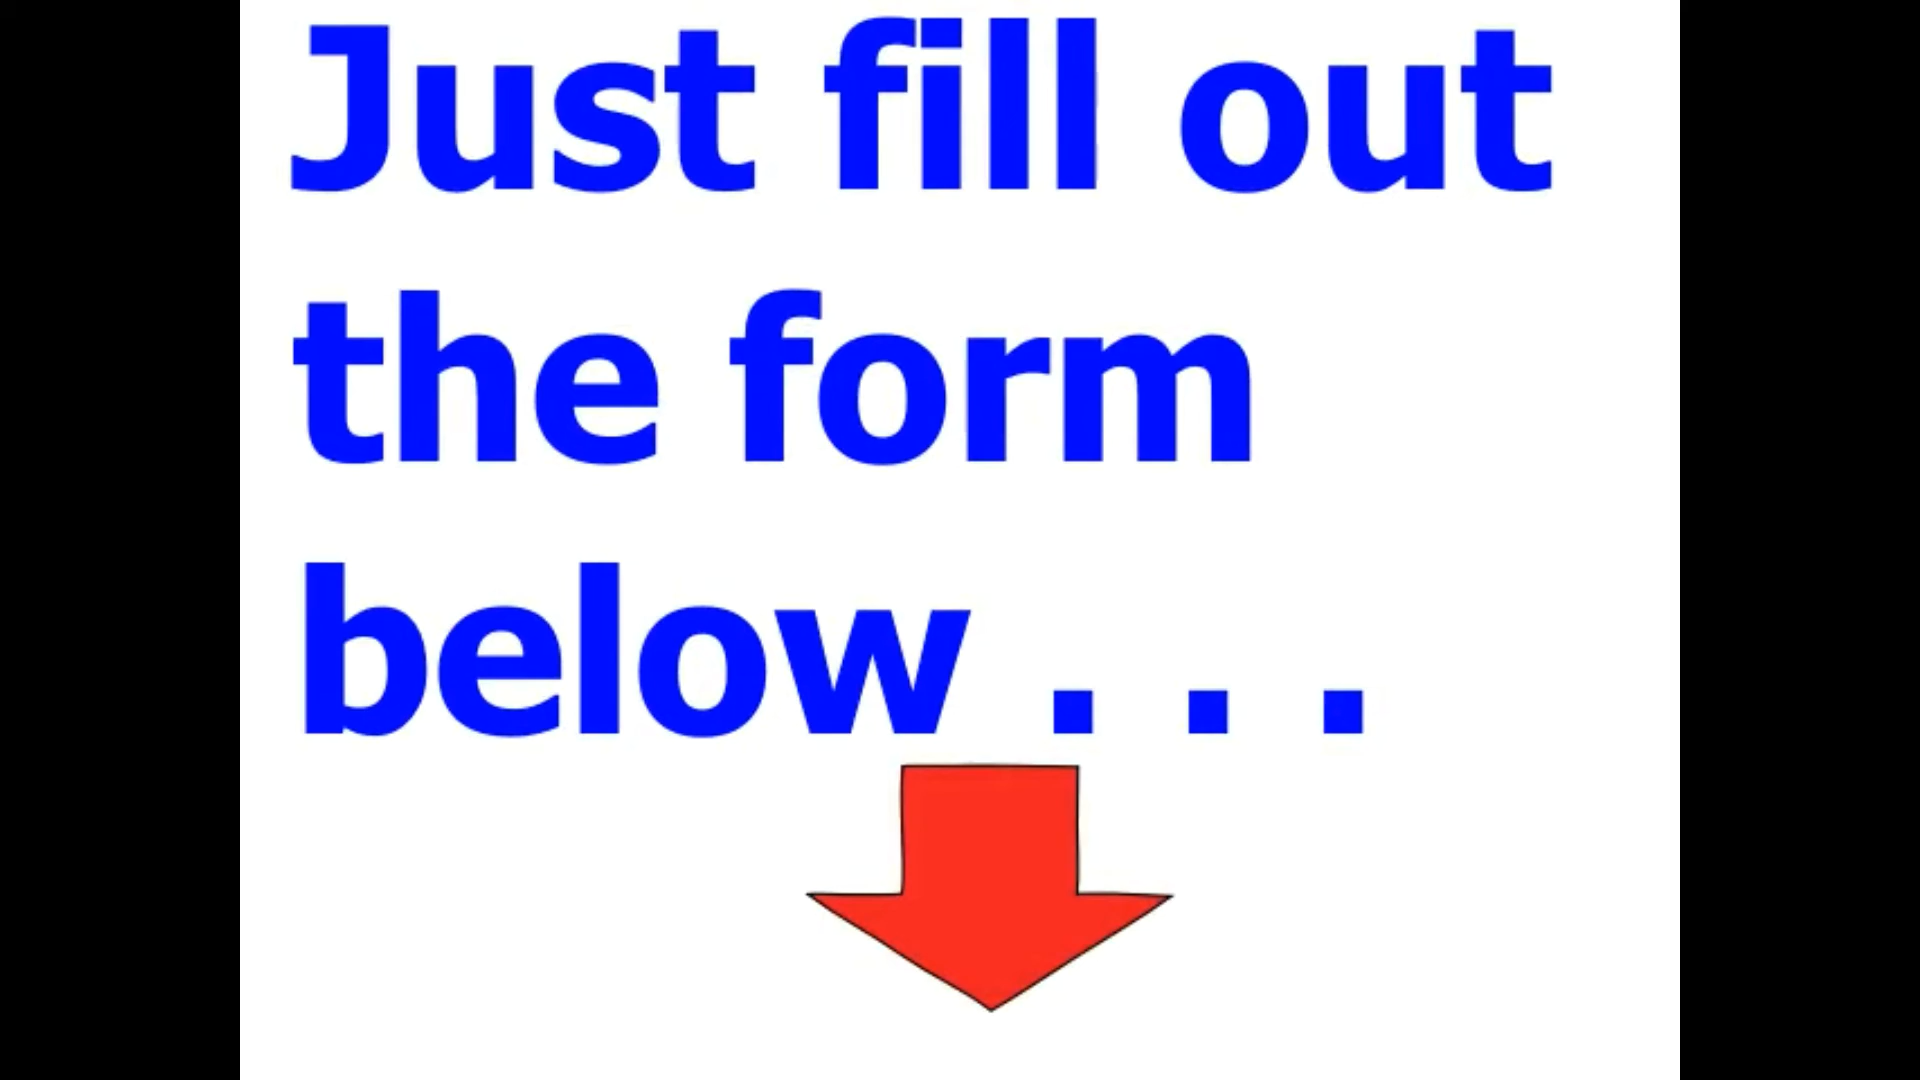 Just fill out
the form
below . . .